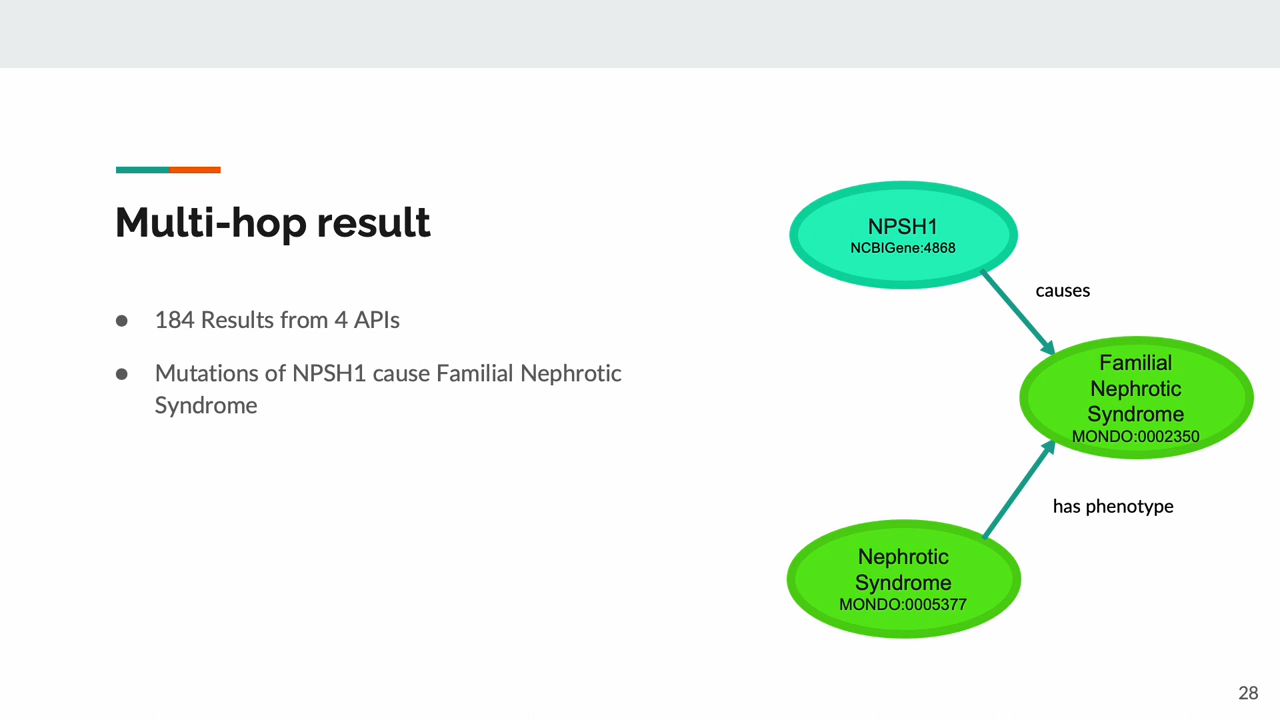 Multi-hop result
● 184 Results from 4 APIs
● Mutations of NPSH1 cause Familial Nephrotic
Syndrome
NPSH1
NCBIGene:4868
causes
Familial
Nephrotic
Syndrome
MONDO:0002350
has phenotype
Nephrotic
Syndrome
MONDO:0005377
28